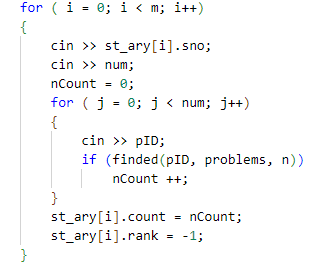 for ( i = 0; i < m; i++)
{
    cin >> st_ary[i].sno;
    cin >> num;
    nCount = 0;
    for ( j = 0; j < num; j++)
    {
        cin >> pID;
        if (finded(pID, problems, n))
            nCount ++;
    }
    st_ary[i].count = nCount;
    st_ary[i].rank = -1;
}